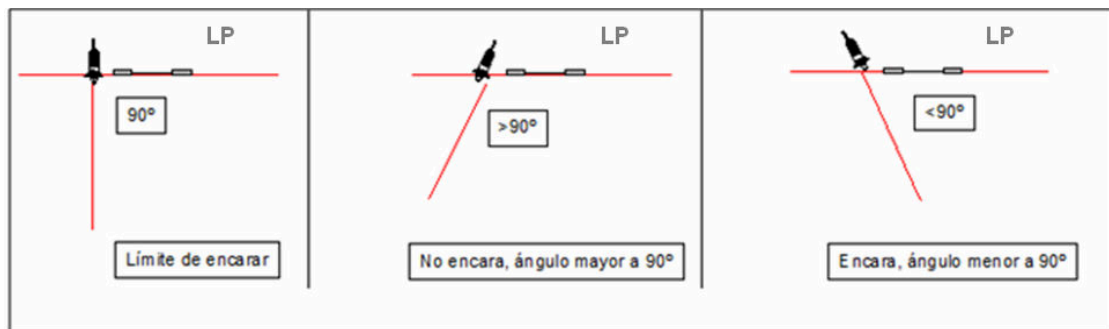 LP
90º
Límite de encarar
LP
>90º
No encara, ángulo mayor a 90º
LP
<90º
Encara, ángulo menor a 90º